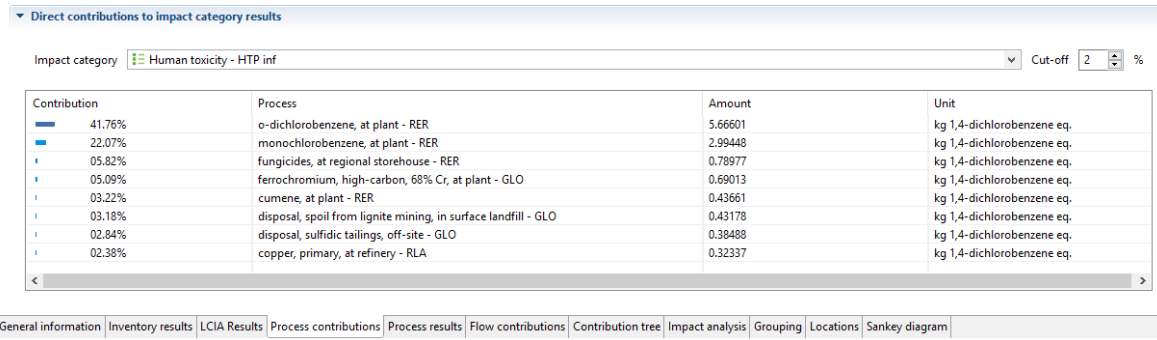 Direct contributions to impact category results
Impact category Human toxicity - HTP inf Cut-off 2 %
Contribution Process Amount Unit
41.76% o-dichlorobenzene, at plant - RER 5.66601 kg 1,4-dichlorobenzene eq.
22.07% monochlorobenzene, at plant - RER 2.99448 kg 1,4-dichlorobenzene eq.
05.82% fungicides, at regional storehouse - RER 0.78977 kg 1,4-dichlorobenzene eq.
05.09% ferrochromium, high-carbon, 68% Cr, at plant - GLO 0.69013 kg 1,4-dichlorobenzene eq.
03.22% cumene, at plant - RER 0.43661 kg 1,4-dichlorobenzene eq.
03.18% disposal, spoil from lignite mining, in surface landfill - GLO 0.43178 kg 1,4-dichlorobenzene eq.
02.84% disposal, sulfidic tailings, off-site - GLO 0.38488 kg 1,4-dichlorobenzene eq.
02.38% copper, primary, at refinery - RLA 0.32337 kg 1,4-dichlorobenzene eq.
General information Inventory results LCIA Results Process contributions Process results Flow contributions Contribution tree Impact analysis Grouping Locations Sankey diagram